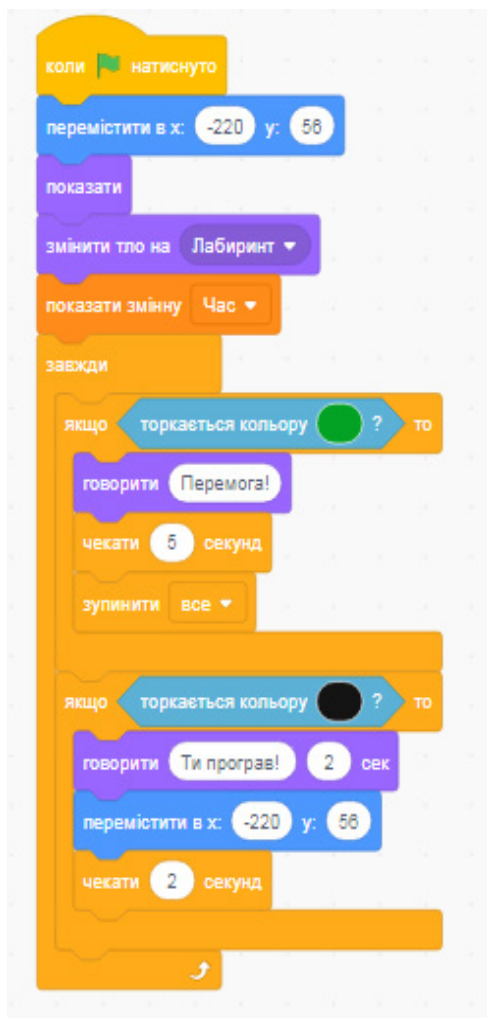 коли натиснуто
перемістити в x: -220 y: 56
показати
змінити тло на Лабиринт
показати змінну Час
завжди
якщо торкається кольору ? то
говорити Перемога!
чекати 5 секунд
зупинити все
якщо торкається кольору ? то
говорити Ти програв! 2 сек
перемістити в x: -220 y: 56
чекати 2 секунд